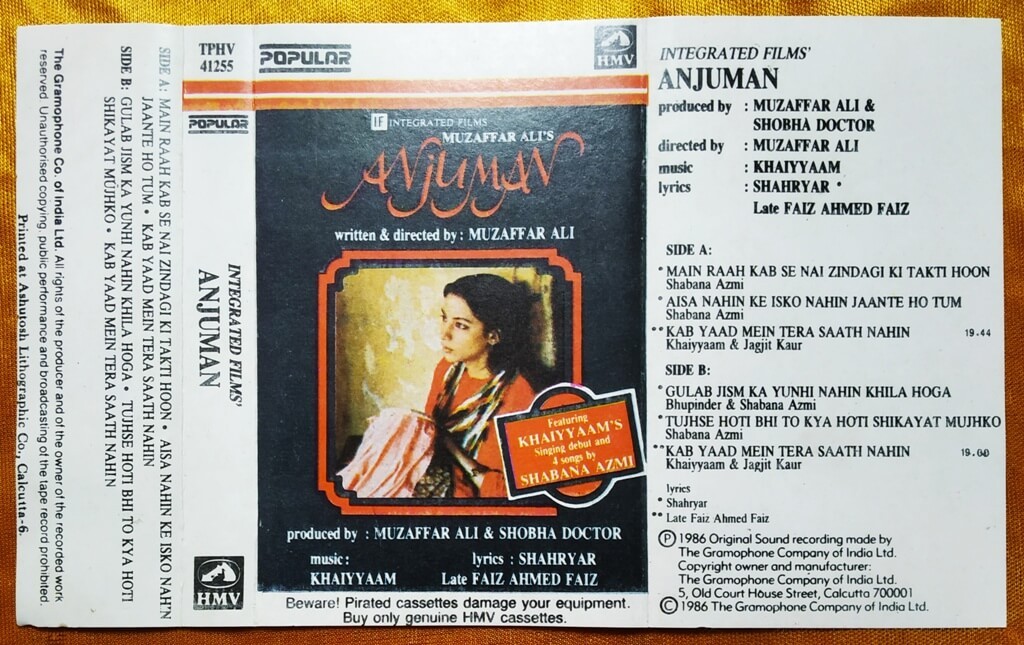 The Gramophone Co. of India Ltd. All rights of the producer and of the owner of the recorded work
reserved. Unauthorised copying, public performance and broadcasting of the tape record prohibited.
Printed at Ashutosh Lithographic Co., Calcutta-6.
SIDE A: MAIN RAAH KAB SE NAI ZINDAGI KI TAKTI HOON • AISA NAHIN KE ISKO NAH'N
JAANTE HO TUM • KAB YAAD MEIN TERA SAATH NAHIN
SIDE B: GULAB JISM KA YUNHI NAHIN KHILA HOGA • TUJHSE HOTI BHI TO KYA HOTI
SHIKAYAT MUJHKO • KAB YAAD MEIN TERA SAATH NAHIN
TPHV
41255
POPULAR
INTEGRATED FILMS'
ANJUMAN
HMV
POPULAR
HMV
IF INTEGRATED FILMS
MUZAFFAR ALI'S
ANJUMAN
written & directed by : MUZAFFAR ALI
Featuring
KHAIYYAAM'S
Singing debut and
4 songs by
SHABANA AZMI
produced by : MUZAFFAR ALI & SHOBHA DOCTOR
music : lyrics : SHAHRYAR
KHAIYYAAM Late FAIZ AHMED FAIZ
Beware! Pirated cassettes damage your equipment.
Buy only genuine HMV cassettes.
INTEGRATED FILMS'
ANJUMAN
produced by : MUZAFFAR ALI &
SHOBHA DOCTOR
directed by : MUZAFFAR ALI
music : KHAIYYAAM
lyrics : SHAHRYAR •
Late FAIZ AHMED FAIZ
SIDE A:
* MAIN RAAH KAB SE NAI ZINDAGI KI TAKTI HOON
Shabana Azmi
* AISA NAHIN KE ISKO NAHIN JAANTE HO TUM
Shabana Azmi
** KAB YAAD MEIN TERA SAATH NAHIN 19.44
Khaiyyaam & Jagjit Kaur
SIDE B:
* GULAB JISM KA YUNHI NAHIN KHILA HOGA
Bhupinder & Shabana Azmi
* TUJHSE HOTI BHI TO KYA HOTI SHIKAYAT MUJHKO
Shabana Azmi
** KAB YAAD MEIN TERA SAATH NAHIN 19.00
Khaiyyaam & Jagjit Kaur
lyrics
* Shahryar
** Late Faiz Ahmed Faiz
Ⓟ 1986 Original Sound recording made by
The Gramophone Company of India Ltd.
Copyright owner and manufacturer:
The Gramophone Company of India Ltd.
5, Old Court House Street, Calcutta 700001
© 1986 The Gramophone Company of India Ltd.